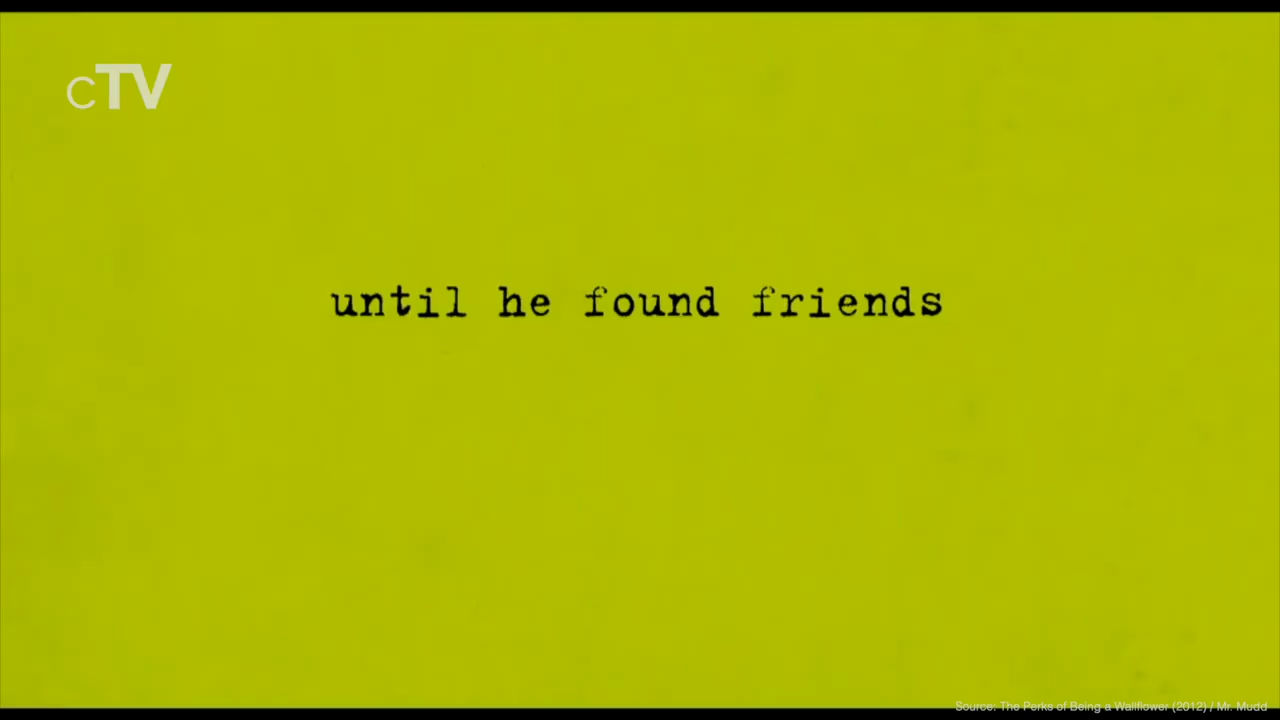 cTV
until he found friends
Source: The Perks of Being a Wallflower (2012) / Mr. Mudd